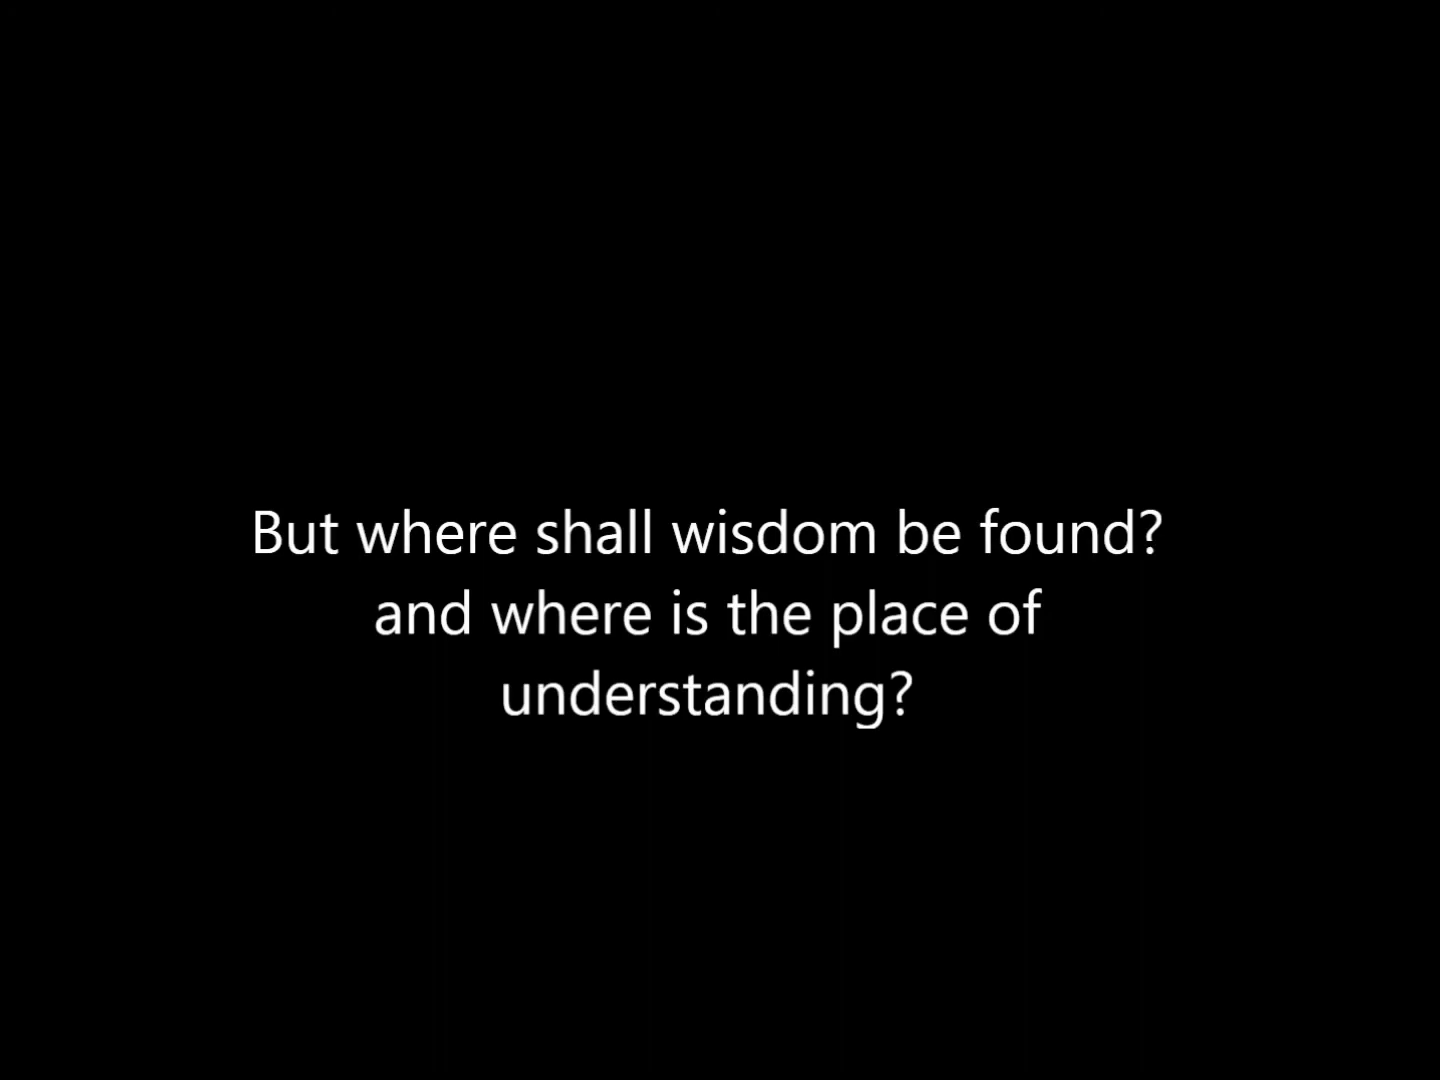 But where shall wisdom be found?
and where is the place of
understanding?